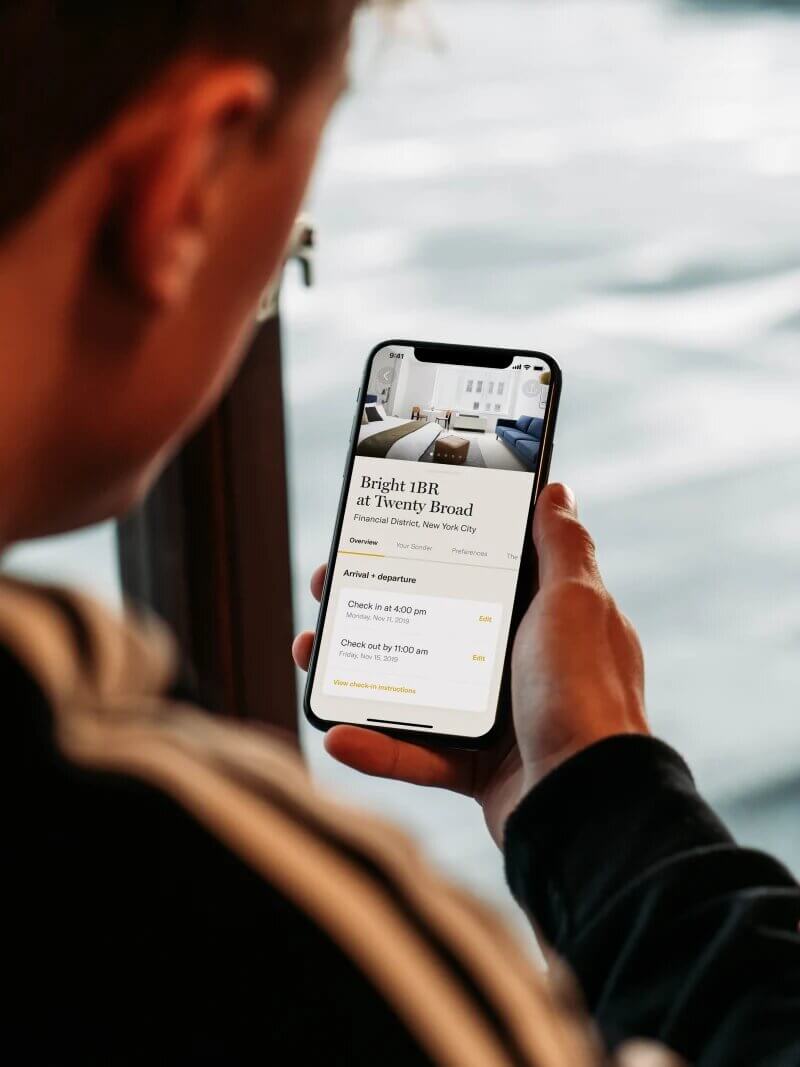 9:41
Bright 1BR
at Twenty Broad
Financial District, New York City
Overview Your Sonder Preferences The
Arrival + departure
Check in at 4:00 pm
Edit
Monday, Nov 11, 2019
Check out by 11:00 am
Edit
Friday, Nov 15, 2019
View check-in instructions